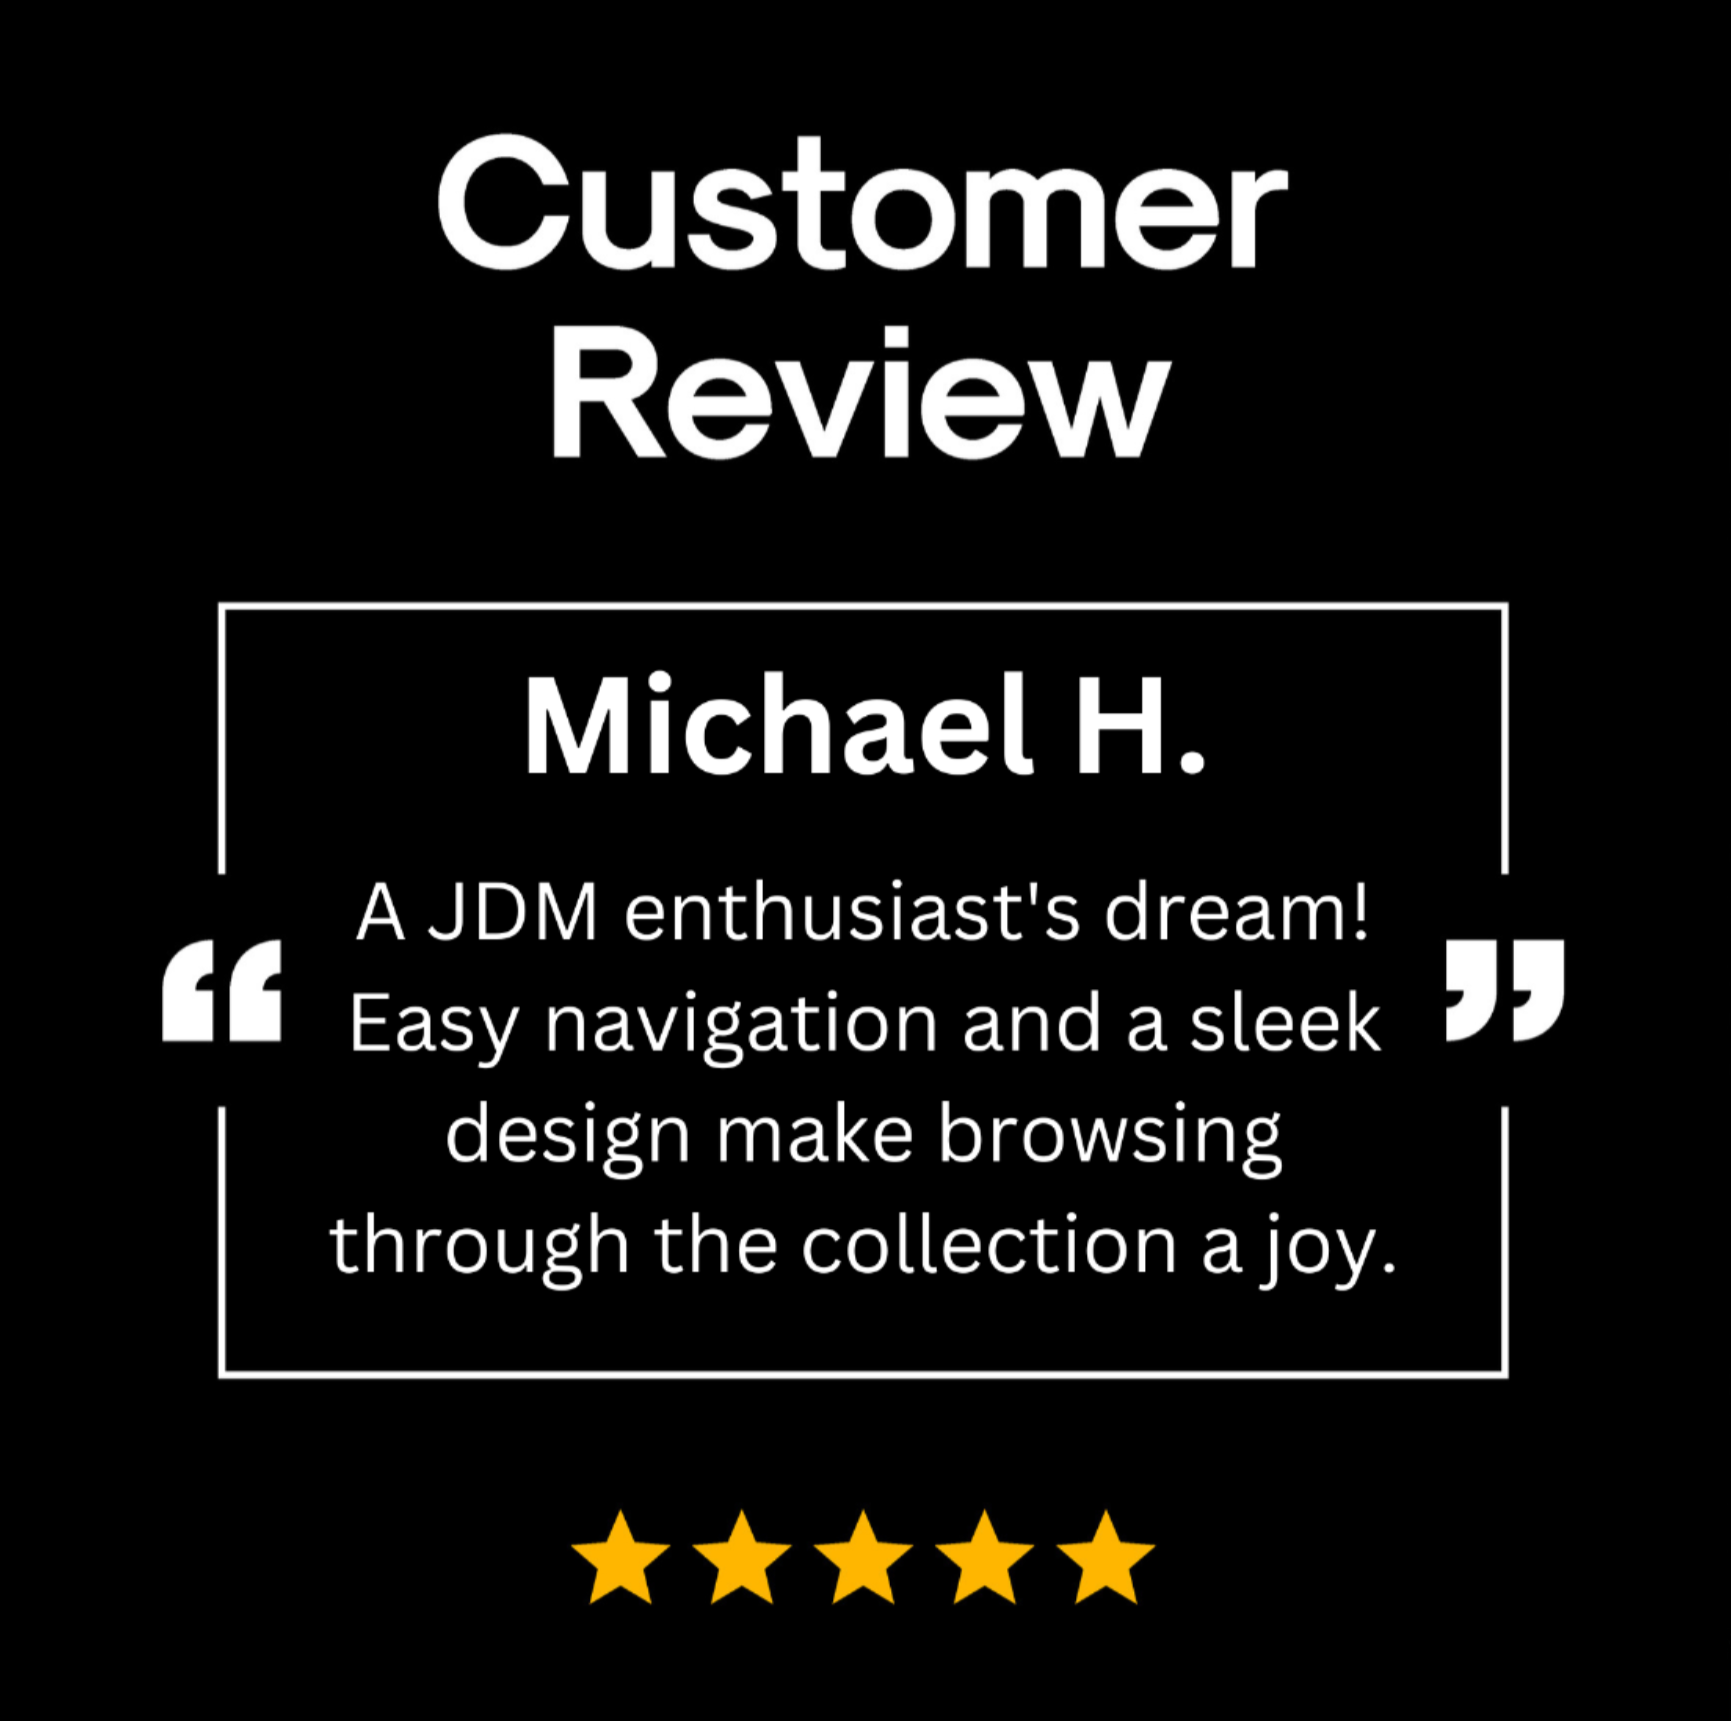 Customer
Review
Michael H.
“ A JDM enthusiast's dream! ”
Easy navigation and a sleek
design make browsing
through the collection a joy.